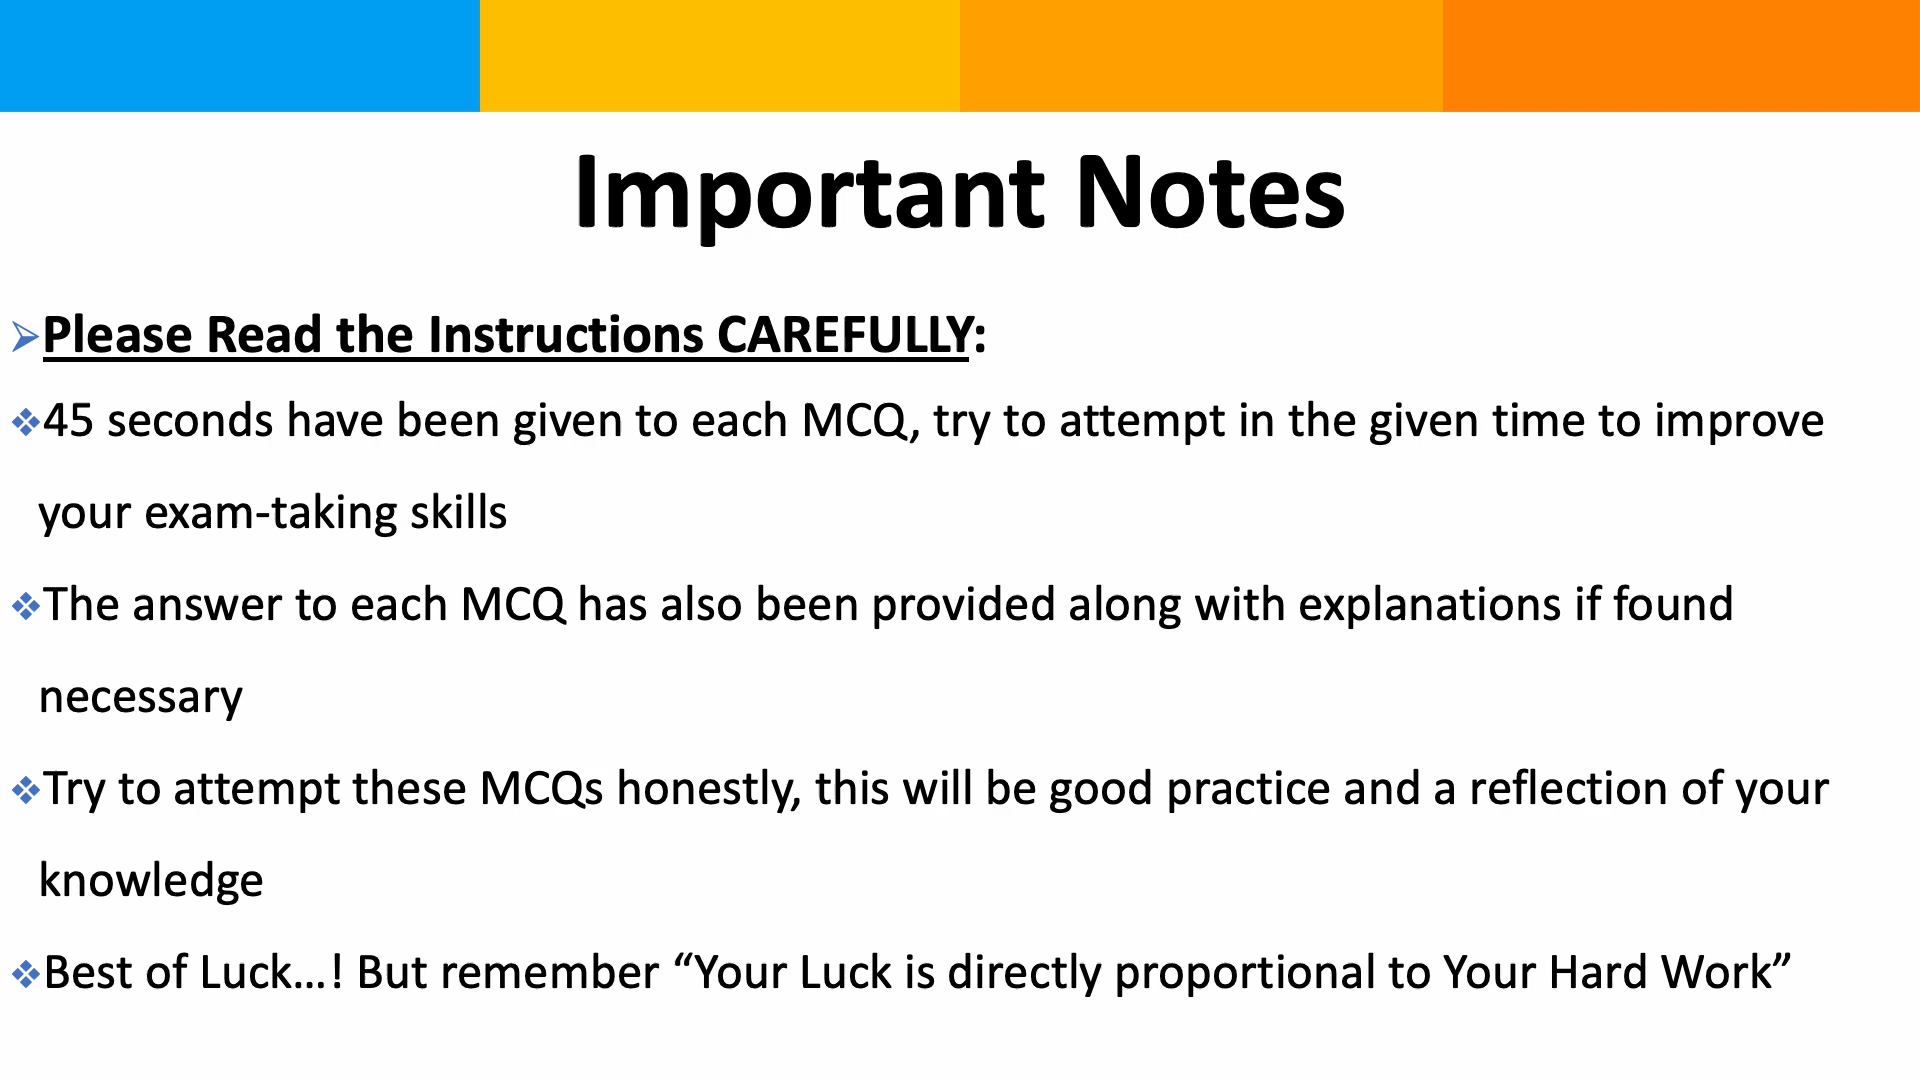 Important Notes
Please Read the Instructions CAREFULLY:
45 seconds have been given to each MCQ, try to attempt in the given time to improve
your exam-taking skills
The answer to each MCQ has also been provided along with explanations if found
necessary
Try to attempt these MCQs honestly, this will be good practice and a reflection of your
knowledge
Best of Luck...! But remember “Your Luck is directly proportional to Your Hard Work”